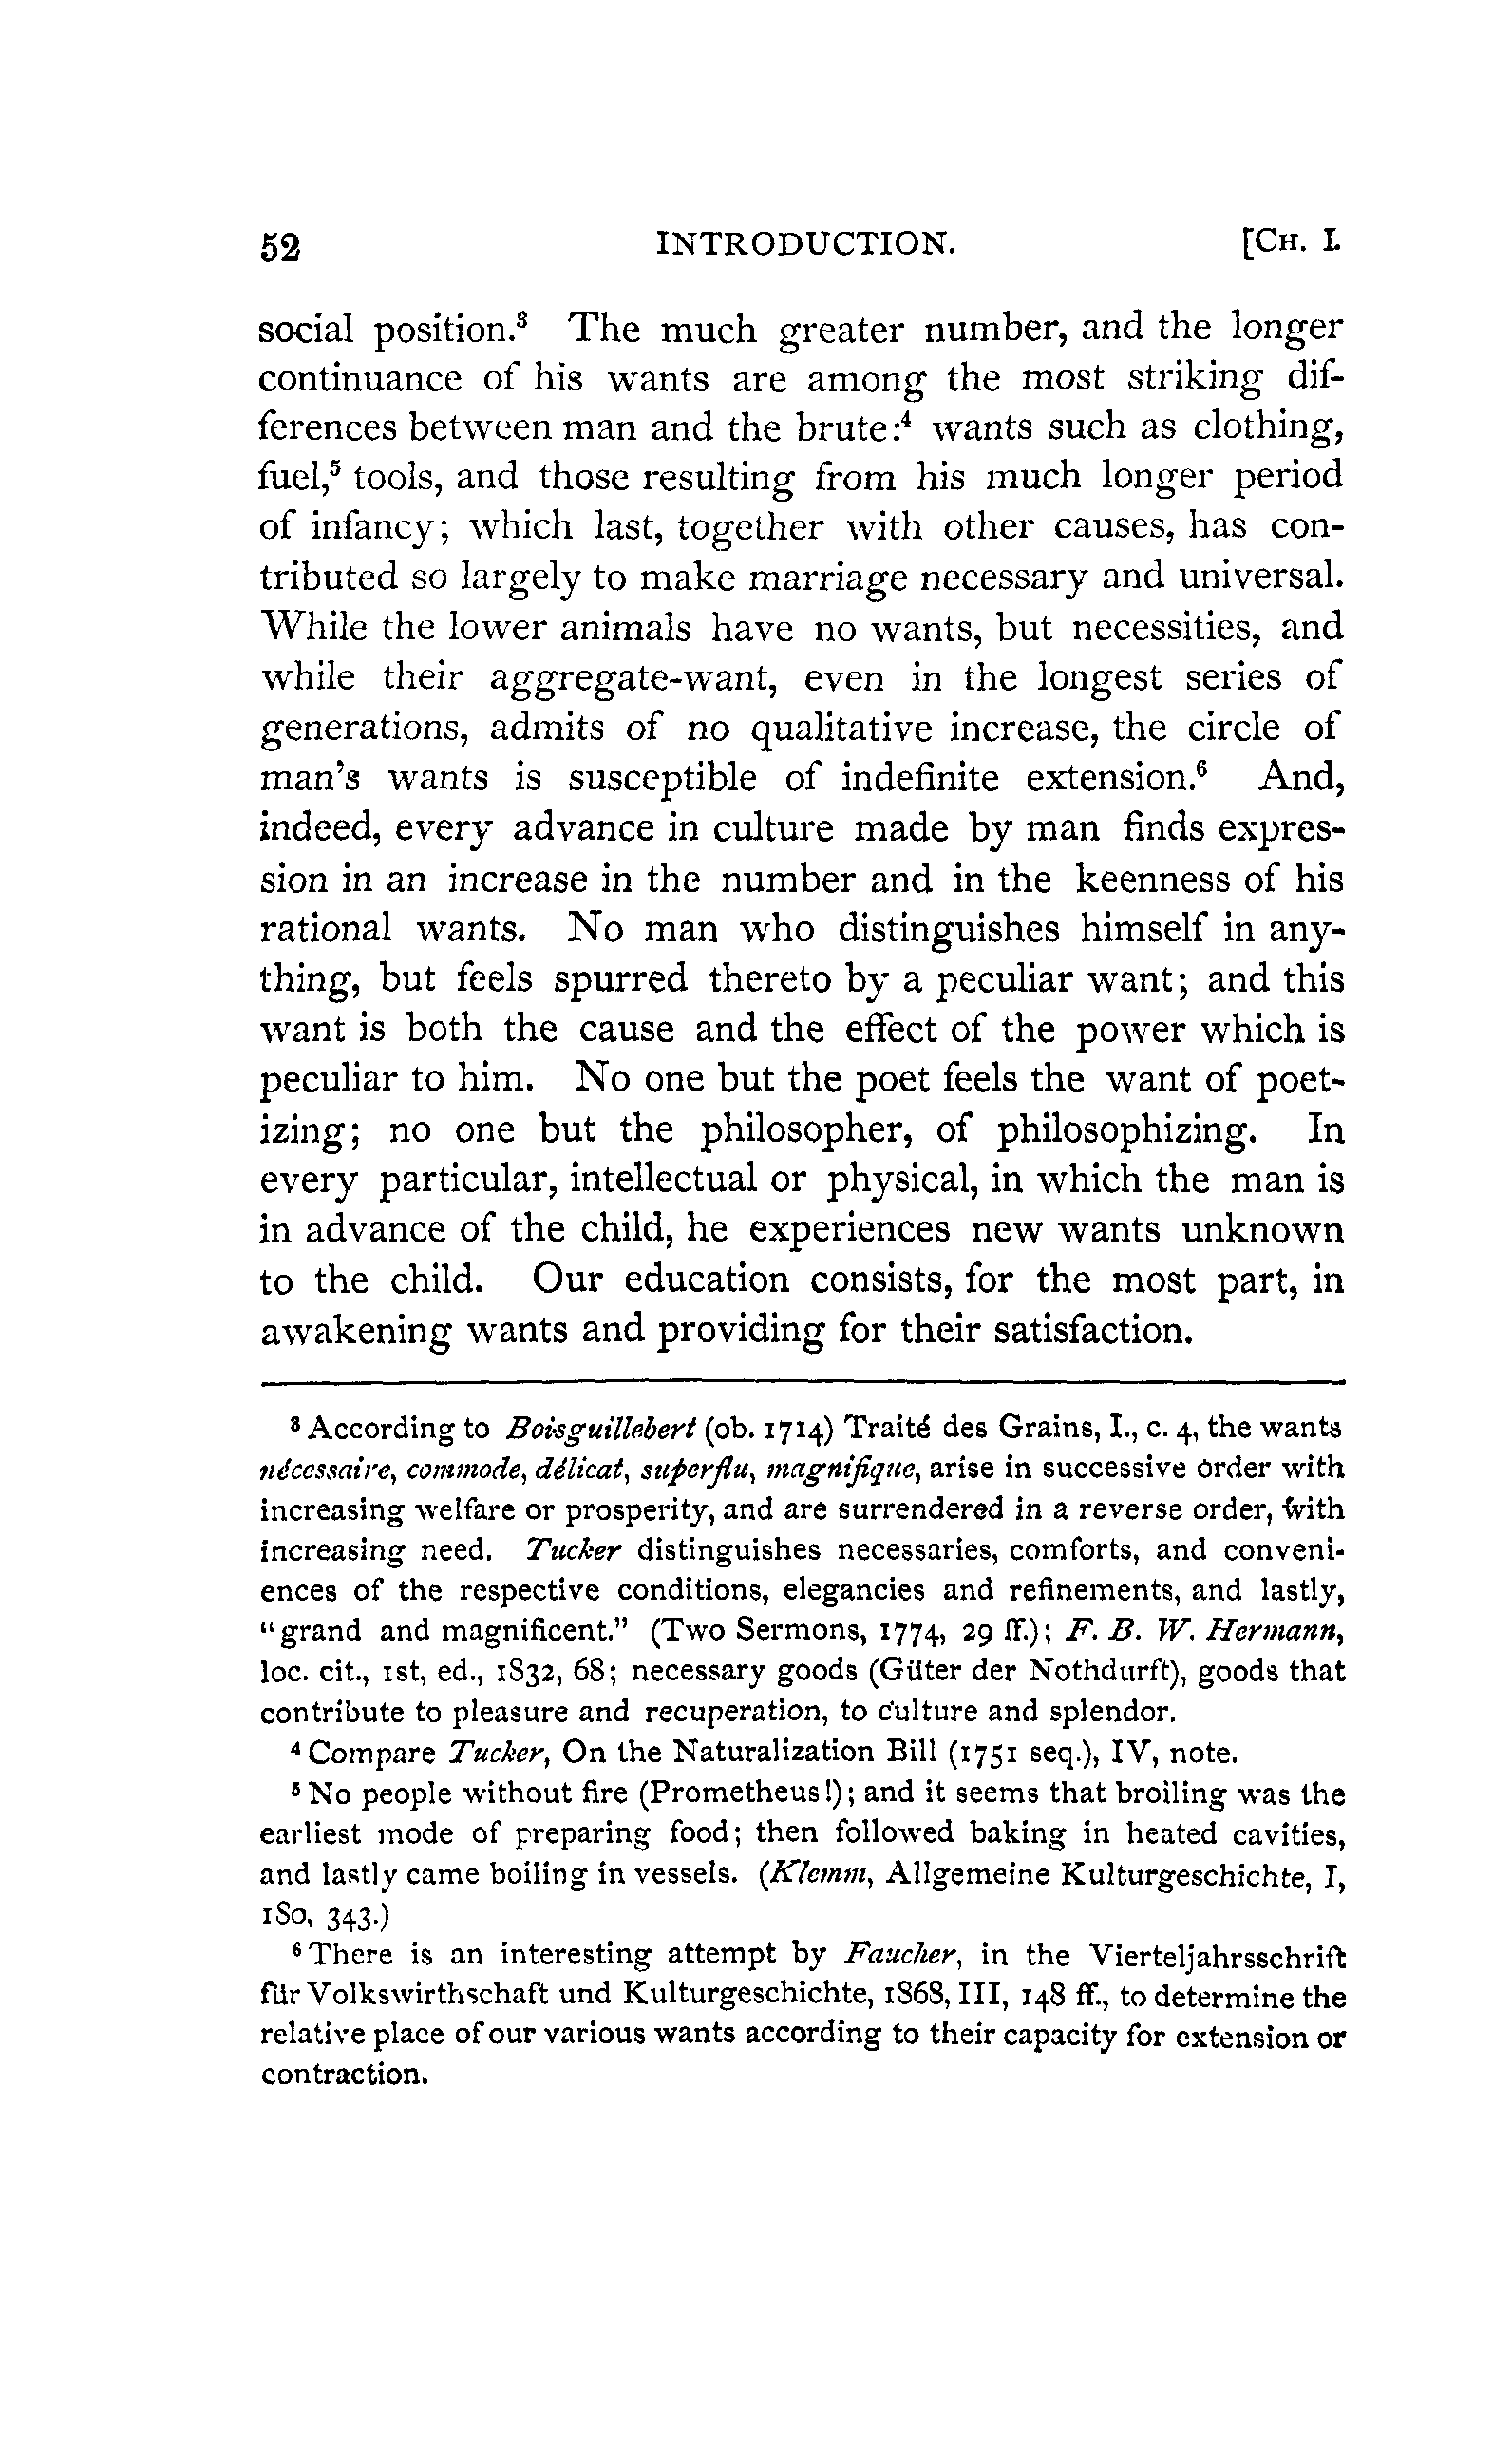 52 INTRODUCTION. [CH. I.
social position.³ The much greater number, and the longer
continuance of his wants are among the most striking dif-
ferences between man and the brute:⁴ wants such as clothing,
fuel,⁵ tools, and those resulting from his much longer period
of infancy; which last, together with other causes, has con-
tributed so largely to make marriage necessary and universal.
While the lower animals have no wants, but necessities, and
while their aggregate-want, even in the longest series of
generations, admits of no qualitative increase, the circle of
man's wants is susceptible of indefinite extension.⁶ And,
indeed, every advance in culture made by man finds expres-
sion in an increase in the number and in the keenness of his
rational wants. No man who distinguishes himself in any-
thing, but feels spurred thereto by a peculiar want; and this
want is both the cause and the effect of the power which is
peculiar to him. No one but the poet feels the want of poet-
izing; no one but the philosopher, of philosophizing. In
every particular, intellectual or physical, in which the man is
in advance of the child, he experiences new wants unknown
to the child. Our education consists, for the most part, in
awakening wants and providing for their satisfaction.
³ According to Boisguillebert (ob. 1714) Traité des Grains, I., c. 4, the wants
nécessaire, commode, délicat, superflu, magnifique, arise in successive order with
increasing welfare or prosperity, and are surrendered in a reverse order, with
increasing need. Tucker distinguishes necessaries, comforts, and conveni-
ences of the respective conditions, elegancies and refinements, and lastly,
"grand and magnificent." (Two Sermons, 1774, 29 ff.); F. B. W. Hermann,
loc. cit., 1st, ed., 1832, 68; necessary goods (Güter der Nothdurft), goods that
contribute to pleasure and recuperation, to culture and splendor.
⁴ Compare Tucker, On the Naturalization Bill (1751 seq.), IV, note.
⁵ No people without fire (Prometheus!); and it seems that broiling was the
earliest mode of preparing food; then followed baking in heated cavities,
and lastly came boiling in vessels. (Klemm, Allgemeine Kulturgeschichte, I,
180, 343.)
⁶ There is an interesting attempt by Faucher, in the Vierteljahrsschrift
für Volkswirthschaft und Kulturgeschichte, 1868, III, 148 ff., to determine the
relative place of our various wants according to their capacity for extension or
contraction.